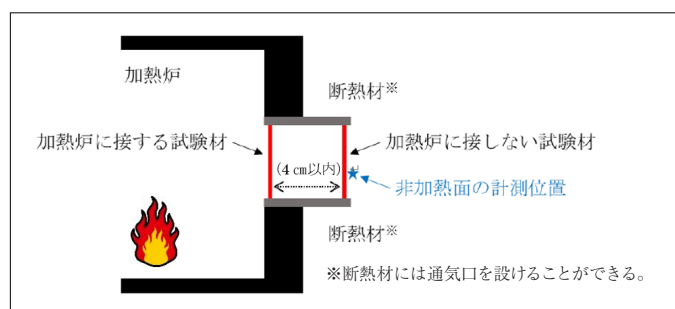 加熱炉
断熱材※
加熱炉に接する試験材
加熱炉に接しない試験材
(4 cm以内)
非加熱面の計測位置
断熱材※
※断熱材には通気口を設けることができる。